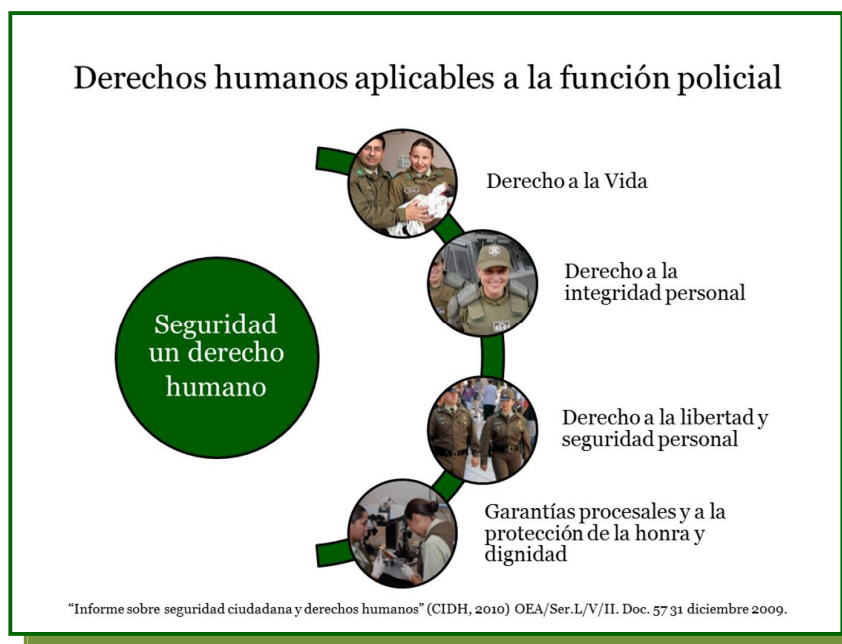 Derechos humanos aplicables a la función policial
Derecho a la Vida
Derecho a la
integridad personal
Seguridad
un derecho
humano
Derecho a la libertad y
seguridad personal
Garantías procesales y a la
protección de la honra y
dignidad
“Informe sobre seguridad ciudadana y derechos humanos” (CIDH, 2010) OEA/Ser.L/V/II. Doc. 57 31 diciembre 2009.